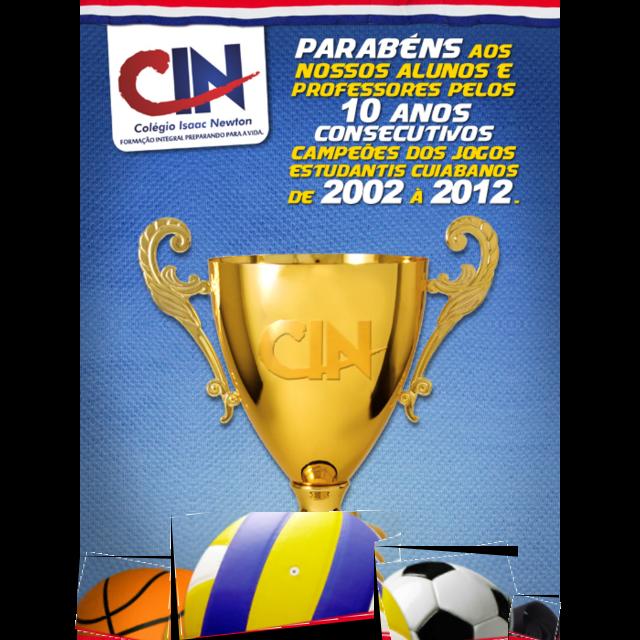 CIN
Colégio Isaac Newton
FORMAÇÃO INTEGRAL PREPARANDO PARA A VIDA.
PARABÉNS AOS
NOSSOS ALUNOS E
PROFESSORES PELOS
10 ANOS
CONSECUTIVOS
CAMPEÕES DOS JOGOS
ESTUDANTIS CUIABANOS
DE 2002 À 2012.
CIN